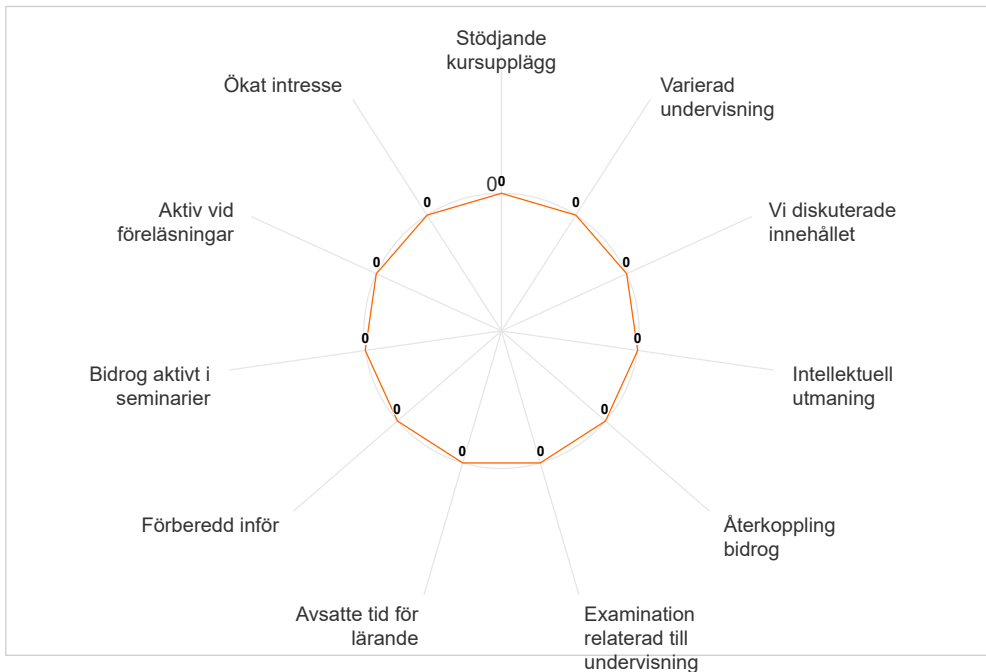 Stödjande
kursupplägg
Ökat intresse
Varierad
undervisning
00
0
0
Aktiv vid
föreläsningar
Vi diskuterade
innehållet
0
0
0
0
Bidrog aktivt i
seminarier
Intellektuell
utmaning
0
0
Förberedd inför
Återkoppling
bidrog
0
0
Avsatte tid för
lärande
Examination
relaterad till
undervisning